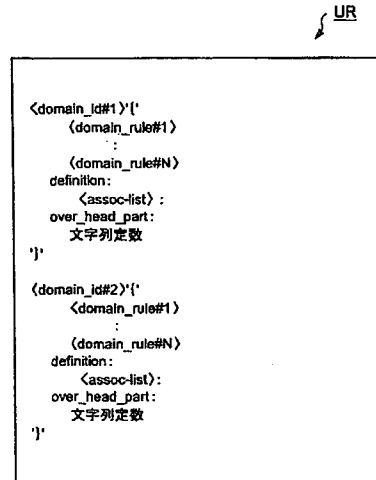 UR
<domain_id#1>'{'
<domain_rule#1>
:
<domain_rule#N>
definition:
<assoc-list> :
over_head_part:
文字列定数
'}'
<domain_id#2>'{'
<domain_rule#1>
:
<domain_rule#N>
definition:
<assoc-list>:
over_head_part:
文字列定数
'}'